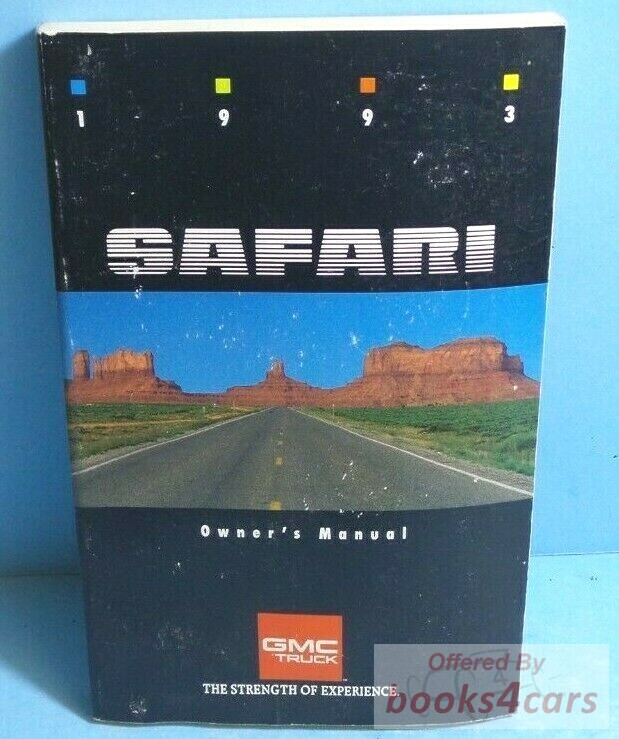 1 9 9 3
SAFARI
Owner's Manual
GMC
TRUCK
THE STRENGTH OF EXPERIENCE.
Offered By
books4cars